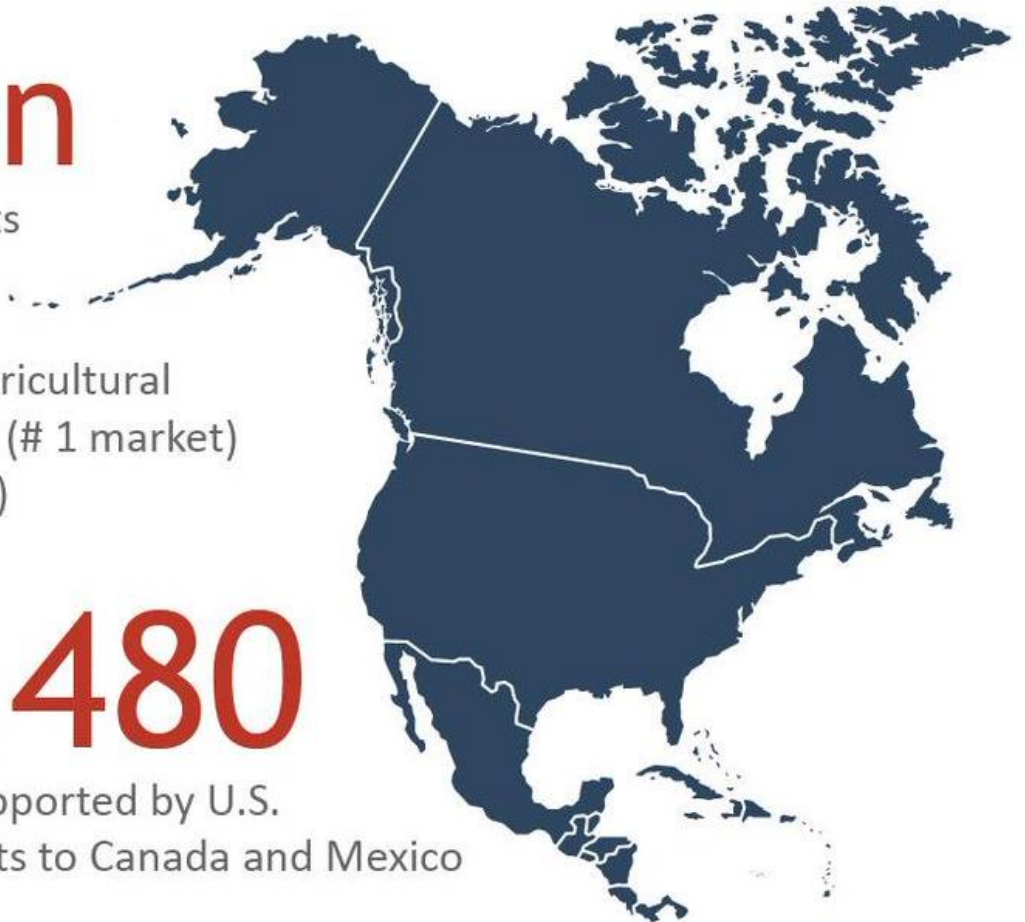 n
ts
ricultural
(# 1 market)
)
480
pported by U.S.
ts to Canada and Mexico